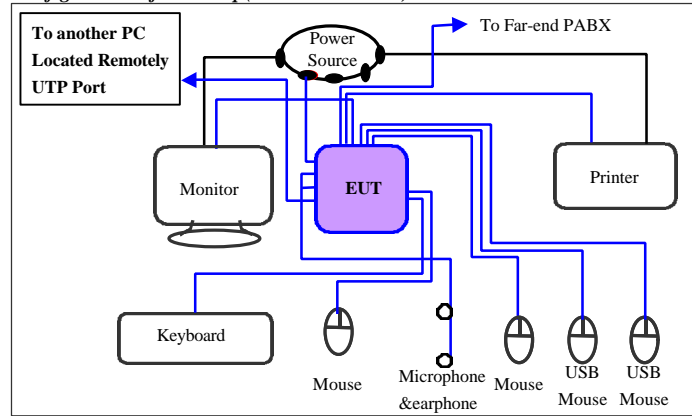 To another PC
Located Remotely
UTP Port
Power
Source
To Far-end PABX
Monitor
EUT
Printer
Keyboard
Mouse
Microphone
&earphone
Mouse
USB
Mouse
USB
Mouse